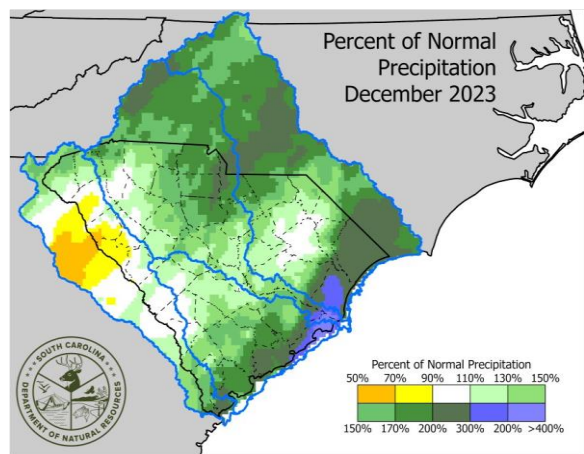 Percent of Normal
Precipitation
December 2023
SOUTH CAROLINA
DEPARTMENT OF NATURAL RESOURCES
Percent of Normal Precipitation
50% 70% 90% 110% 130% 150%
150% 170% 200% 300% 200% >400%